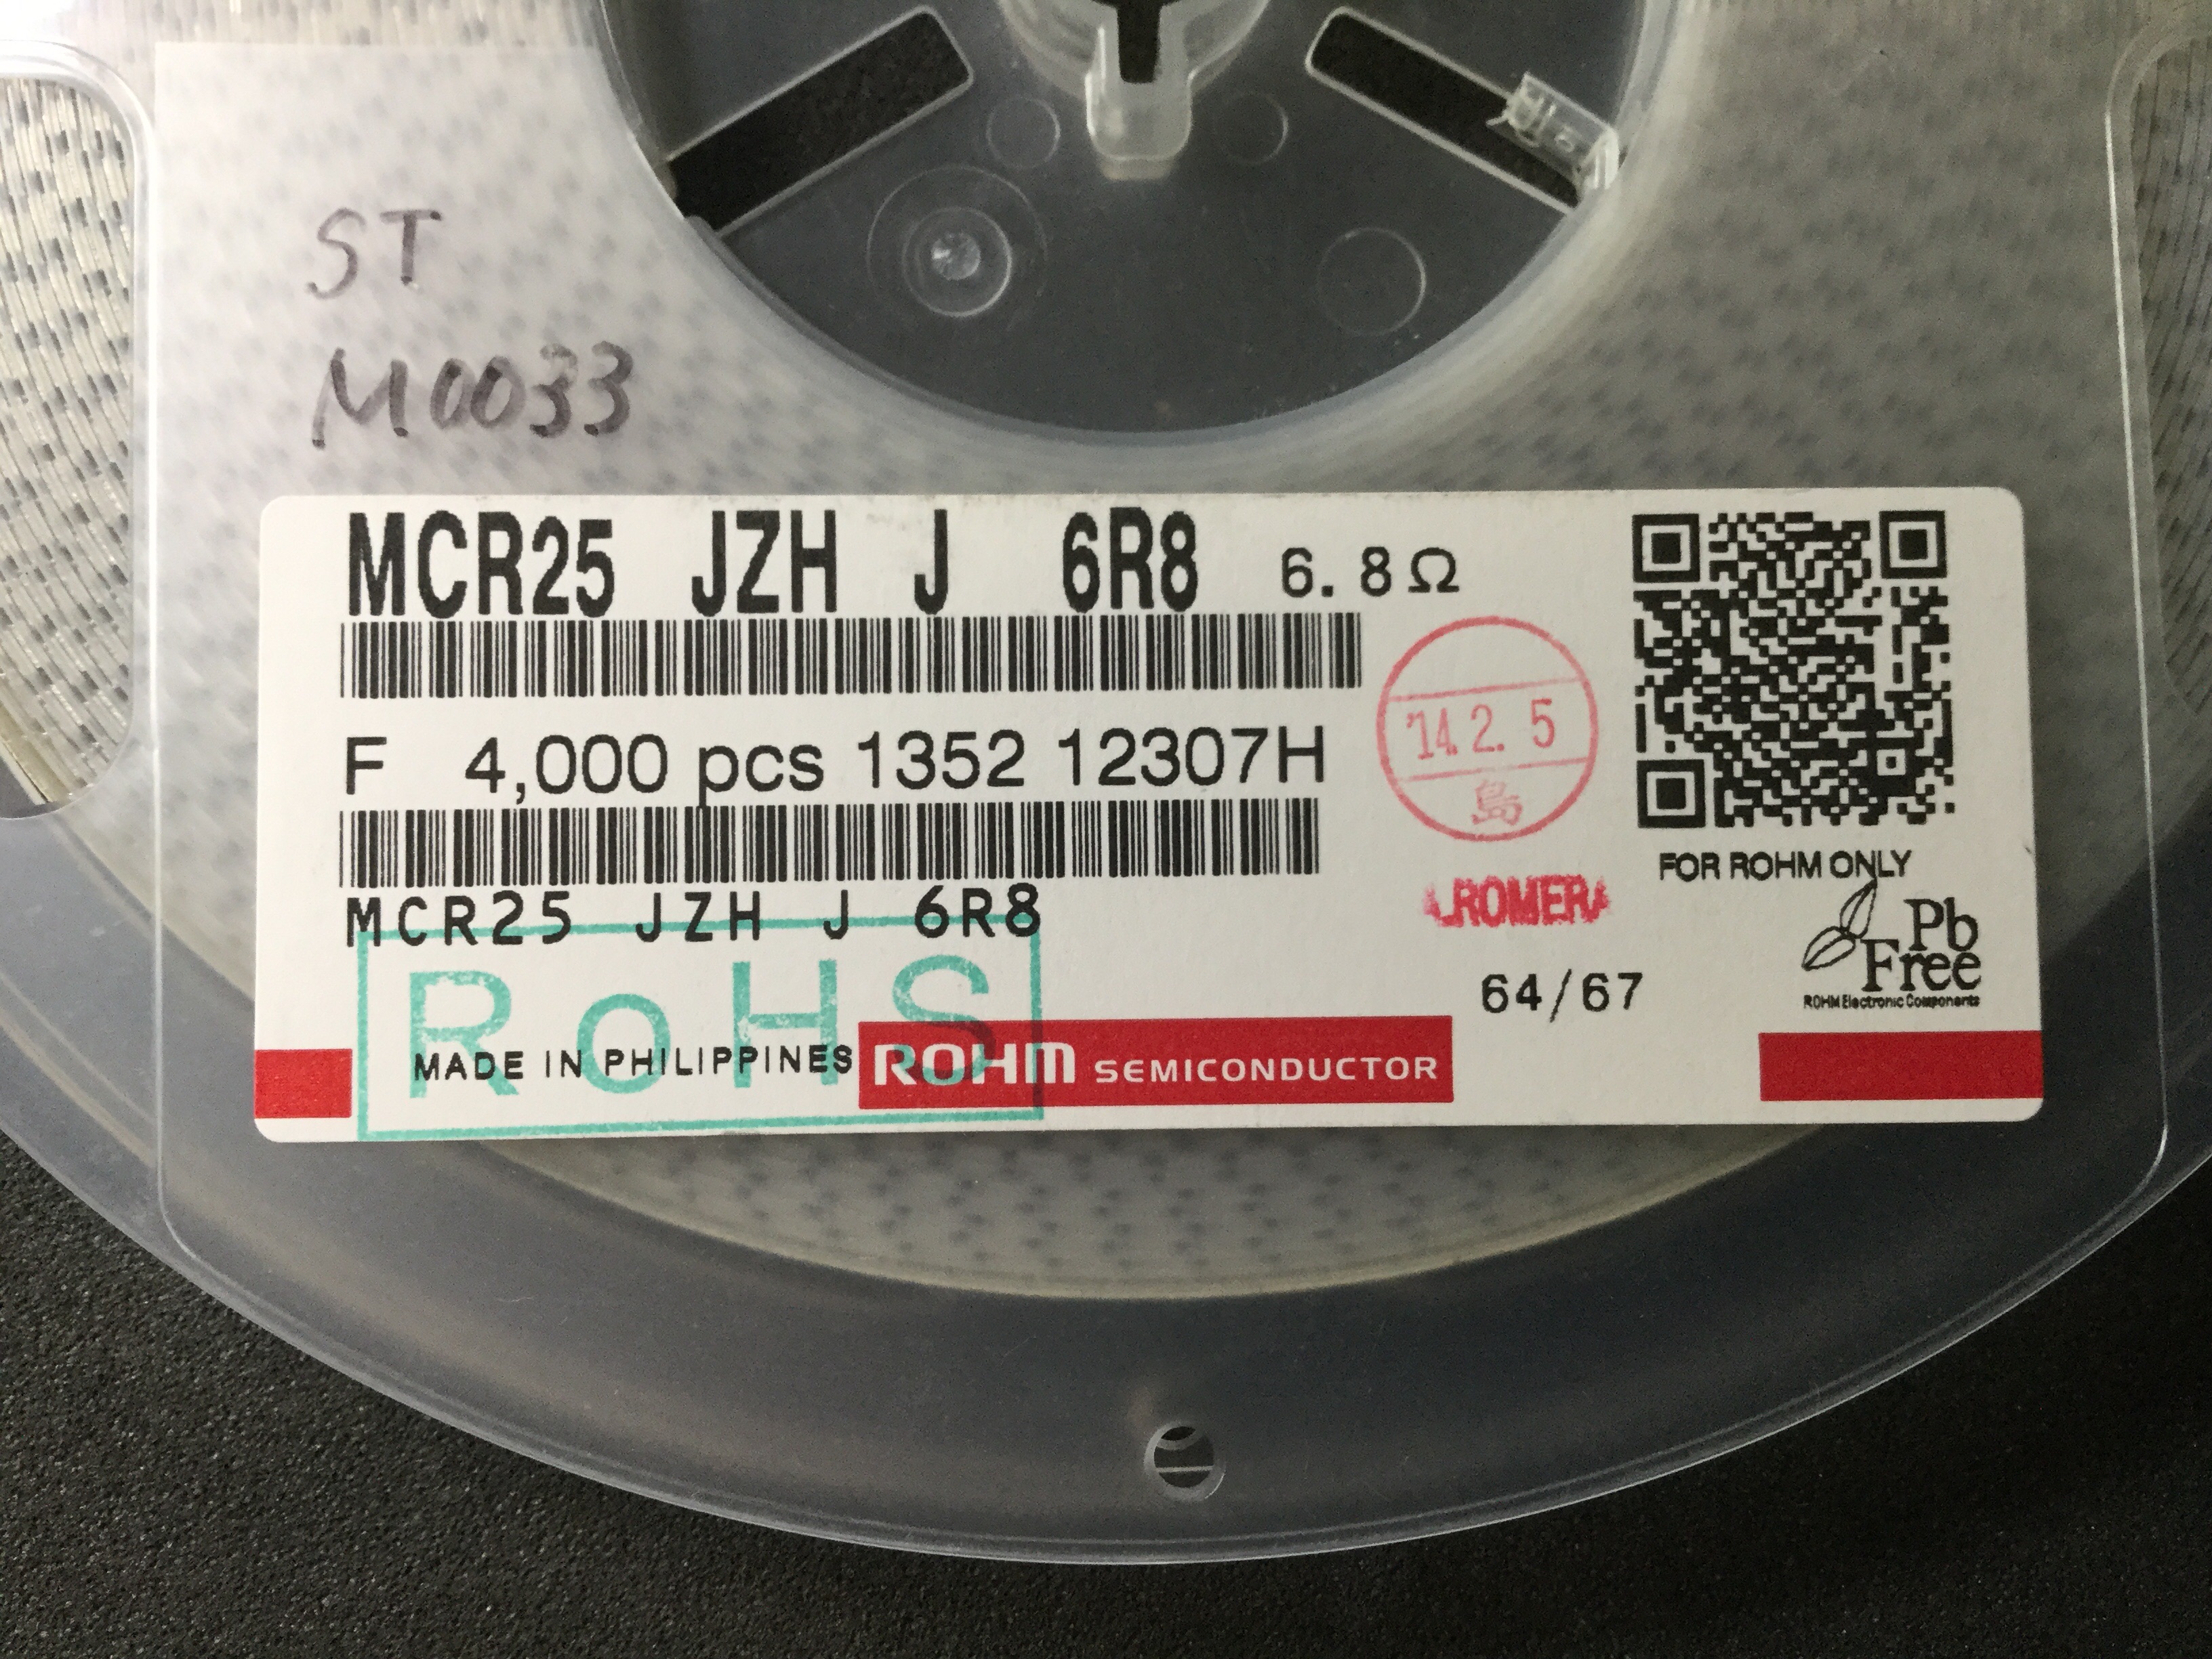 ST
M0033
MCR25 JZH J 6R8 6.8Ω
F 4,000 pcs 1352 12307H
'14.2.5
島
FOR ROHM ONLY
MCR25 JZH J 6R8
ROMER
Pb
Free
ROHM Electronic Components
64/67
RoHS
MADE IN PHILIPPINES ROHM SEMICONDUCTOR